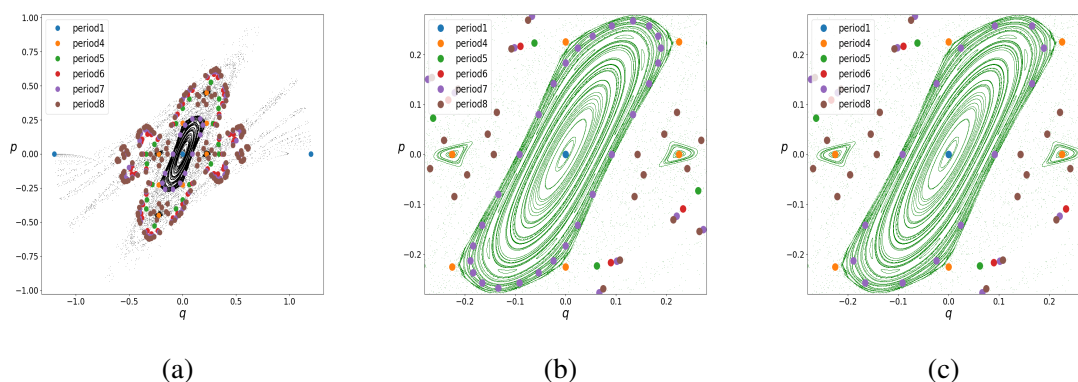 1.00
0.75
0.50
0.25
0.00
−0.25
−0.50
−0.75
−1.00
p
−1.0 −0.5 0.0 0.5 1.0
q
period1
period4
period5
period6
period7
period8
(a)
0.2
0.1
0.0
−0.1
−0.2
p
−0.2 −0.1 0.0 0.1 0.2
q
period1
period4
period5
period6
period7
period8
(b)
0.2
0.1
0.0
−0.1
−0.2
p
−0.2 −0.1 0.0 0.1 0.2
q
period1
period4
period5
period6
period7
period8
(c)